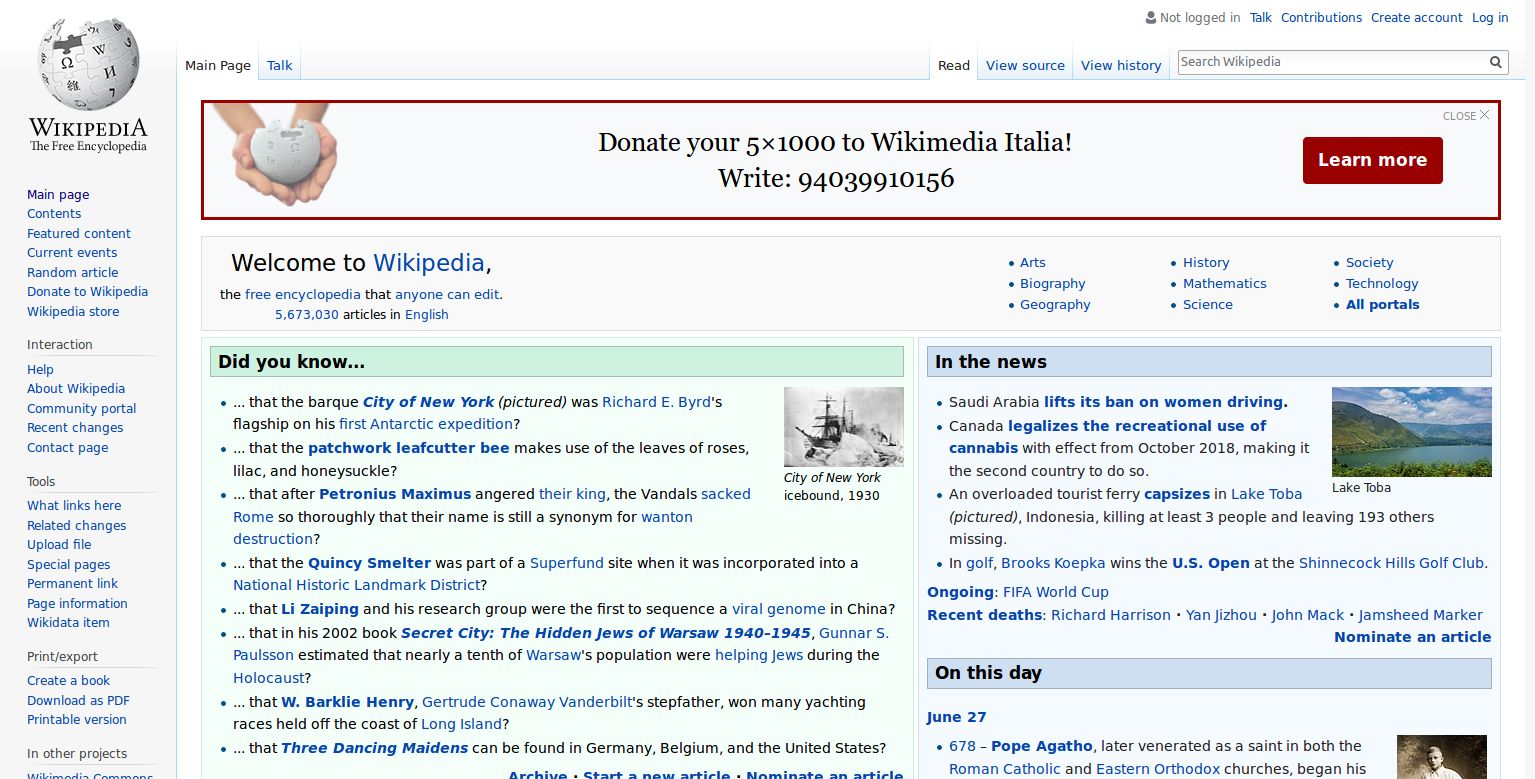 Not logged in Talk Contributions Create account Log in
Main Page Talk Read View source View history Search Wikipedia
WIKIPEDIA
The Free Encyclopedia
Main page
Contents
Featured content
Current events
Random article
Donate to Wikipedia
Wikipedia store
Interaction
Help
About Wikipedia
Community portal
Recent changes
Contact page
Tools
What links here
Related changes
Upload file
Special pages
Permanent link
Page information
Wikidata item
Print/export
Create a book
Download as PDF
Printable version
In other projects
Wikimedia Commons
CLOSE
Donate your 5×1000 to Wikimedia Italia!
Write: 94039910156
Learn more
Welcome to Wikipedia,
the free encyclopedia that anyone can edit.
5,673,030 articles in English
Arts
Biography
Geography
History
Mathematics
Science
Society
Technology
All portals
Did you know...
... that the barque City of New York (pictured) was Richard E. Byrd's
flagship on his first Antarctic expedition?
... that the patchwork leafcutter bee makes use of the leaves of roses,
lilac, and honeysuckle?
... that after Petronius Maximus angered their king, the Vandals sacked
Rome so thoroughly that their name is still a synonym for wanton
destruction?
... that the Quincy Smelter was part of a Superfund site when it was incorporated into a
National Historic Landmark District?
... that Li Zaiping and his research group were the first to sequence a viral genome in China?
... that in his 2002 book Secret City: The Hidden Jews of Warsaw 1940–1945, Gunnar S.
Paulsson estimated that nearly a tenth of Warsaw's population were helping Jews during the
Holocaust?
... that W. Barklie Henry, Gertrude Conaway Vanderbilt's stepfather, won many yachting
races held off the coast of Long Island?
... that Three Dancing Maidens can be found in Germany, Belgium, and the United States?
Archive · Start a new article · Nominate an article
City of New York
icebound, 1930
In the news
Saudi Arabia lifts its ban on women driving.
Canada legalizes the recreational use of
cannabis with effect from October 2018, making it
the second country to do so.
An overloaded tourist ferry capsizes in Lake Toba
(pictured), Indonesia, killing at least 3 people and leaving 193 others
missing.
In golf, Brooks Koepka wins the U.S. Open at the Shinnecock Hills Golf Club.
Lake Toba
Ongoing: FIFA World Cup
Recent deaths: Richard Harrison · Yan Jizhou · John Mack · Jamsheed Marker
Nominate an article
On this day
June 27
678 – Pope Agatho, later venerated as a saint in both the
Roman Catholic and Eastern Orthodox churches, began his